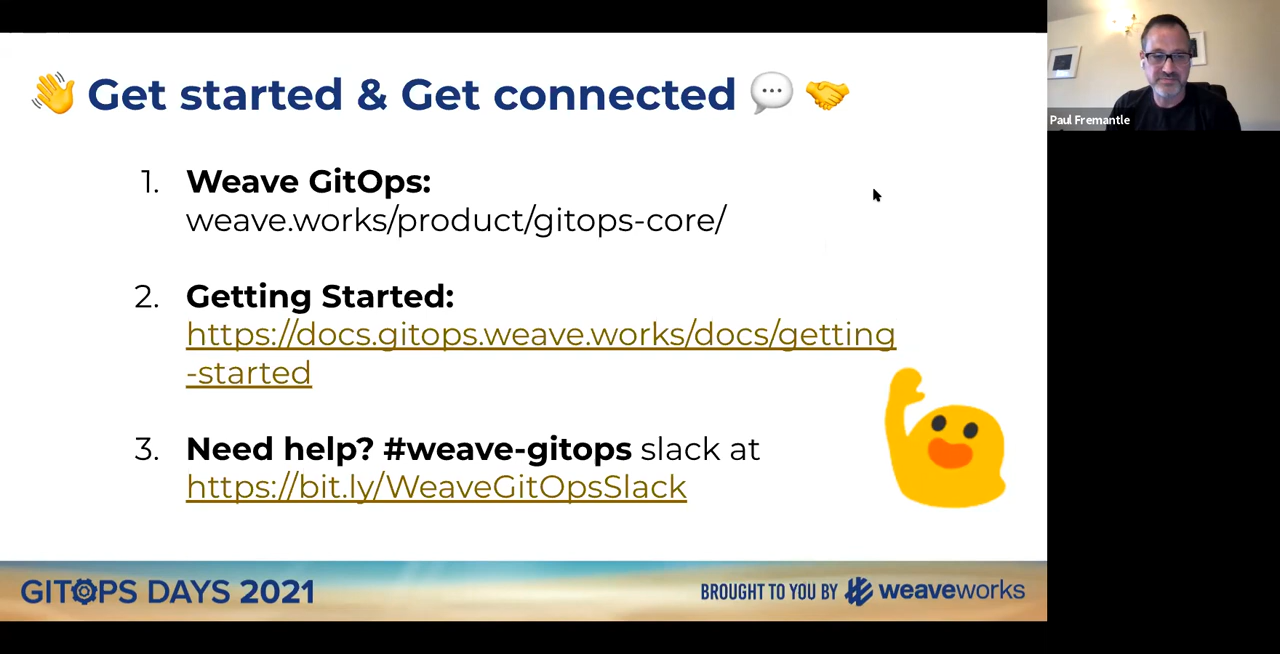 Get started & Get connected
1. Weave GitOps:
weave.works/product/gitops-core/
2. Getting Started:
https://docs.gitops.weave.works/docs/getting
-started
3. Need help? #weave-gitops slack at
https://bit.ly/WeaveGitOpsSlack
GITOPS DAYS 2021
BROUGHT TO YOU BY weaveworks
Paul Fremantle